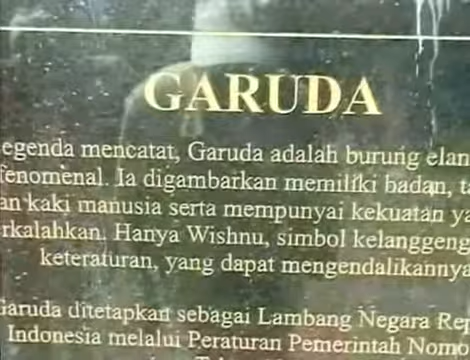 GARUDA
egenda mencatat, Garuda adalah burung elan
fenomenal. Ia digambarkan memiliki badan, t
an kaki manusia serta mempunyai kekuatan ya
rkalahkan. Hanya Wishnu, simbol kelanggeng
keteraturan, yang dapat mengendalikannya
Garuda ditetapkan sebagai Lambang Negara Rep
Indonesia melalui Peraturan Pemerintah Nomo